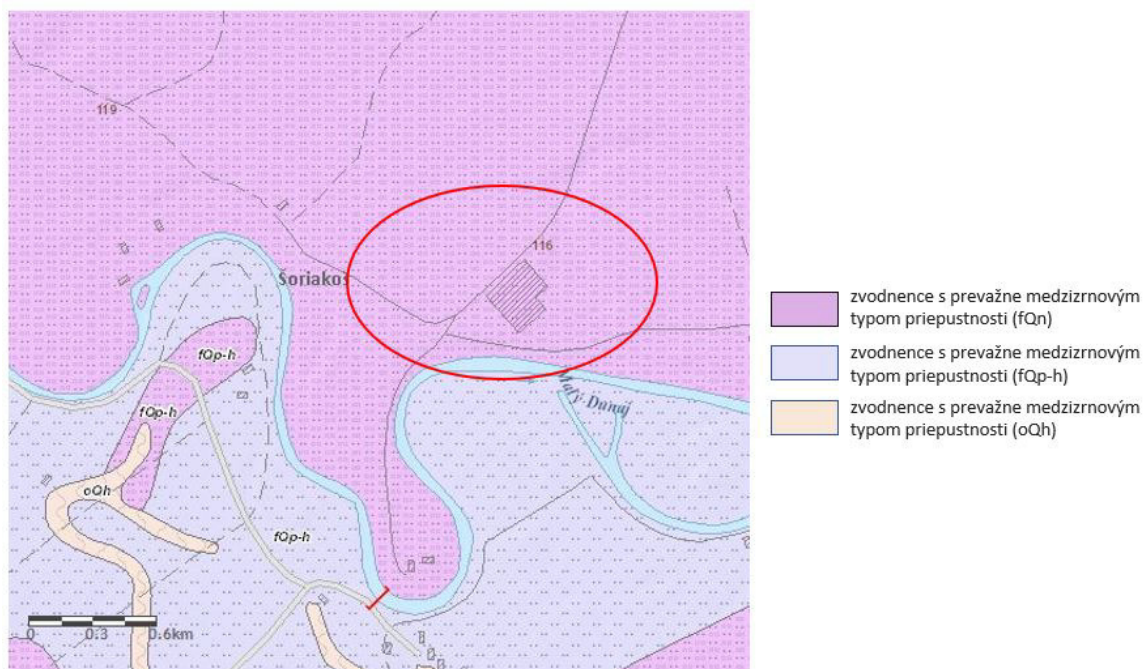 119
116
Šoriakoš
fQp-h
fQp-h
Malý Dunaj
oQh
fQp-h
0 0.3 0.6km
zvodnence s prevažne medzizrnovým
typom priepustnosti (fQn)
zvodnence s prevažne medzizrnovým
typom priepustnosti (fQp-h)
zvodnence s prevažne medzizrnovým
typom priepustnosti (oQh)